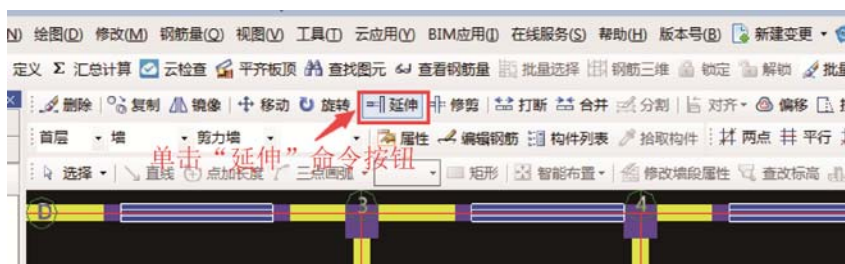 N) 绘图(D) 修改(M) 钢筋量(Q) 视图(V) 工具(T) 云应用(Y) BIM应用(I) 在线服务(S) 帮助(H) 版本号(B) 新建变更
定义 Σ 汇总计算 云检查 平齐板顶 查找图元 查看钢筋量 批量选择 钢筋三维 锁定 解锁 批量
删除 复制 镜像 移动 旋转 延伸 修剪 打断 合并 分割 对齐 偏移
首层 墙 剪力墙 属性 编辑钢筋 构件列表 拾取构件 两点 平行
单击“延伸”命令按钮
选择 直线 点加长度 三点画弧 矩形 智能布置 修改墙段属性 查改标高
D 3 4